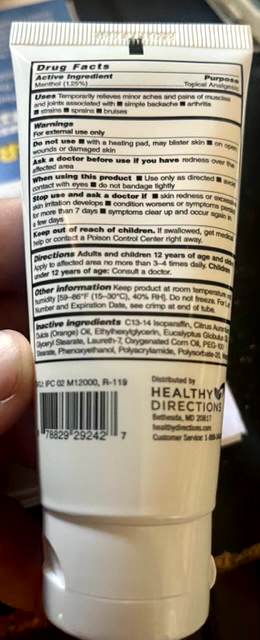 Drug Facts
Active Ingredient Purpose
Menthol (1.25%) Topical Analgesic
Uses Temporarily relieves minor aches and pains of muscles
and joints associated with ■ simple backache ■ arthritis
■ strains ■ sprains ■ bruises
Warnings
For external use only
Do not use ■ with a heating pad, may blister skin ■ on open
wounds or damaged skin
Ask a doctor before use if you have redness over the
affected area
When using this product ■ Use only as directed ■ avoid
contact with eyes ■ do not bandage tightly
Stop use and ask a doctor if ■ skin redness or excessive
skin irritation develops ■ condition worsens or symptoms persist
for more than 7 days ■ symptoms clear up and occur again
a few days
Keep out of reach of children. If swallowed, get medical
help or contact a Poison Control Center right away.
Directions Adults and children 12 years of age and older
Apply to affected area no more than 3–4 times daily. Children
under 12 years of age: Consult a doctor.
Other information Keep product at room temperature
humidity [59–86°F (15–30°C), 40% RH]. Do not freeze. For
Number and Expiration Date, see crimp at end of tube.
Inactive ingredients C13-14 Isoparaffin, Citrus
Dulcis (Orange) Oil, Ethylhexylglycerin, Eucalyptus Globulus
Glyceryl Stearate, Laureth-7, Oxygenated Corn Oil, PEG-100
Stearate, Phenoxyethanol, Polyacrylamide, Polysorbate-20,
IPC 02 M12000, R-119
78829 29242 7
Distributed by
HEALTHY
DIRECTIONS
Bethesda, MD 20817
healthydirections.com
Customer Service: